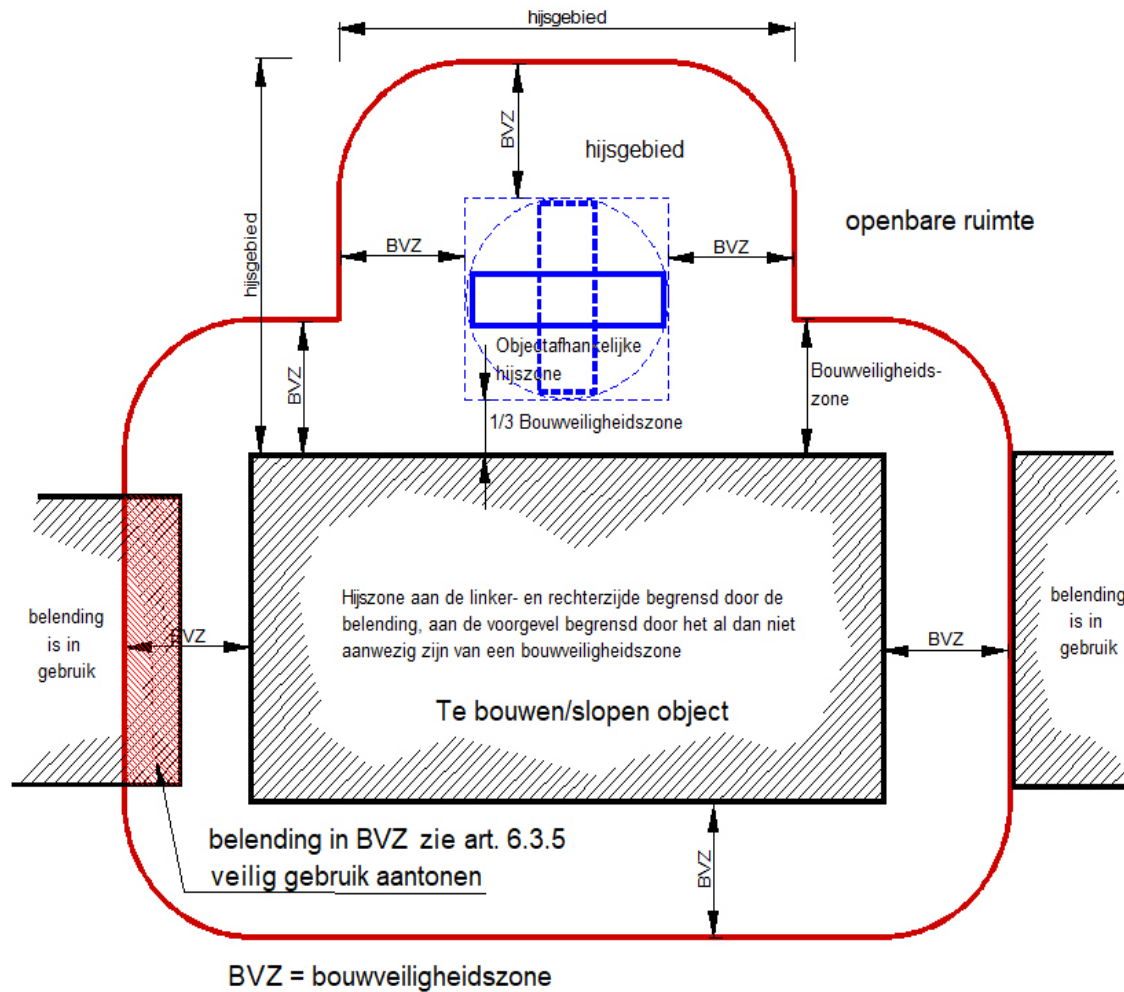 hijsgebied
BVZ
hijsgebied
hijsgebied
openbare ruimte
BVZ
BVZ
Objectafhankelijke
hijszone
BVZ
Bouwveiligheids-
zone
1/3 Bouwveiligheidszone
belending
is in
gebruik
BVZ
Hijszone aan de linker- en rechterzijde begrensd door de
belending, aan de voorgevel begrensd door het al dan niet
aanwezig zijn van een bouwveiligheidszone
Te bouwen/slopen object
BVZ
belending
is in
gebruik
belending in BVZ zie art. 6.3.5
veilig gebruik aantonen
BVZ
BVZ = bouwveiligheidszone